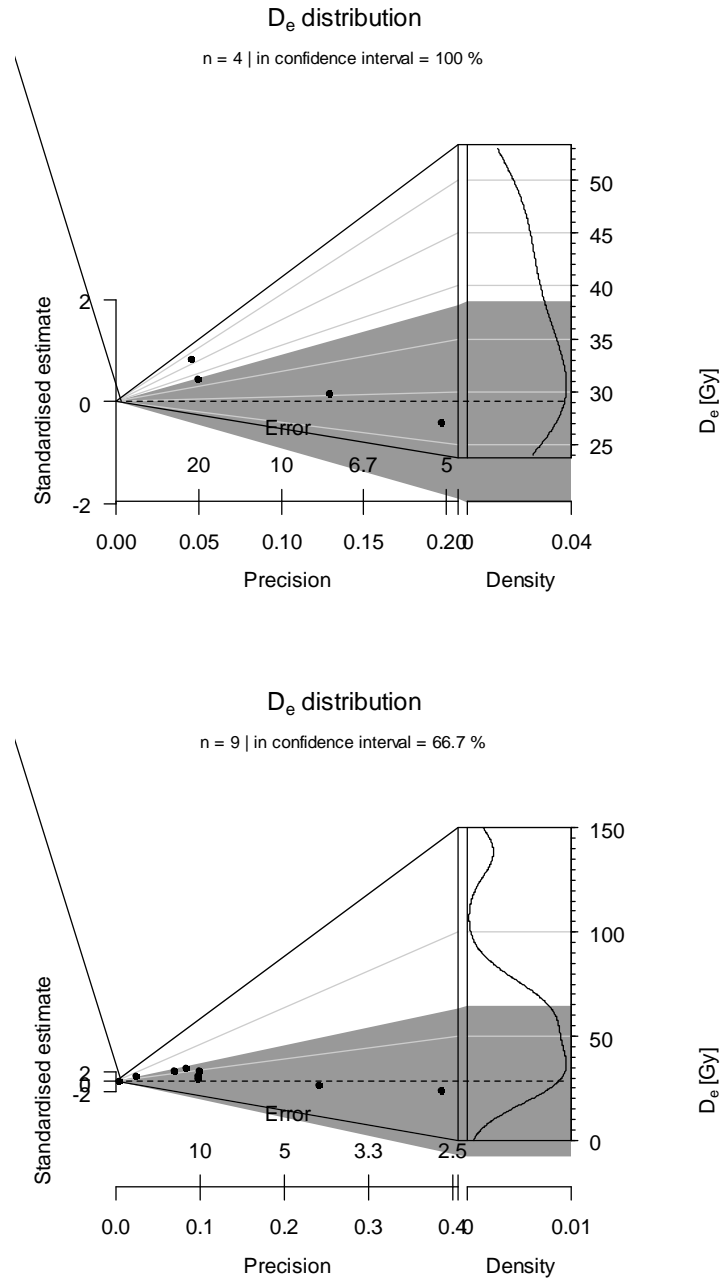 De distribution
n = 4 | in confidence interval = 100 %
50
45
40
35
30
25
De [Gy]
2
0
-2
Standardised estimate
Error
20 10 6.7 5
0.00 0.05 0.10 0.15 0.20 0 0.04
Precision Density
De distribution
n = 9 | in confidence interval = 66.7 %
150
100
50
0
De [Gy]
2
0
-2
Standardised estimate
Error
10 5 3.3 2.5
0.0 0.1 0.2 0.3 0.4 0 0.01
Precision Density